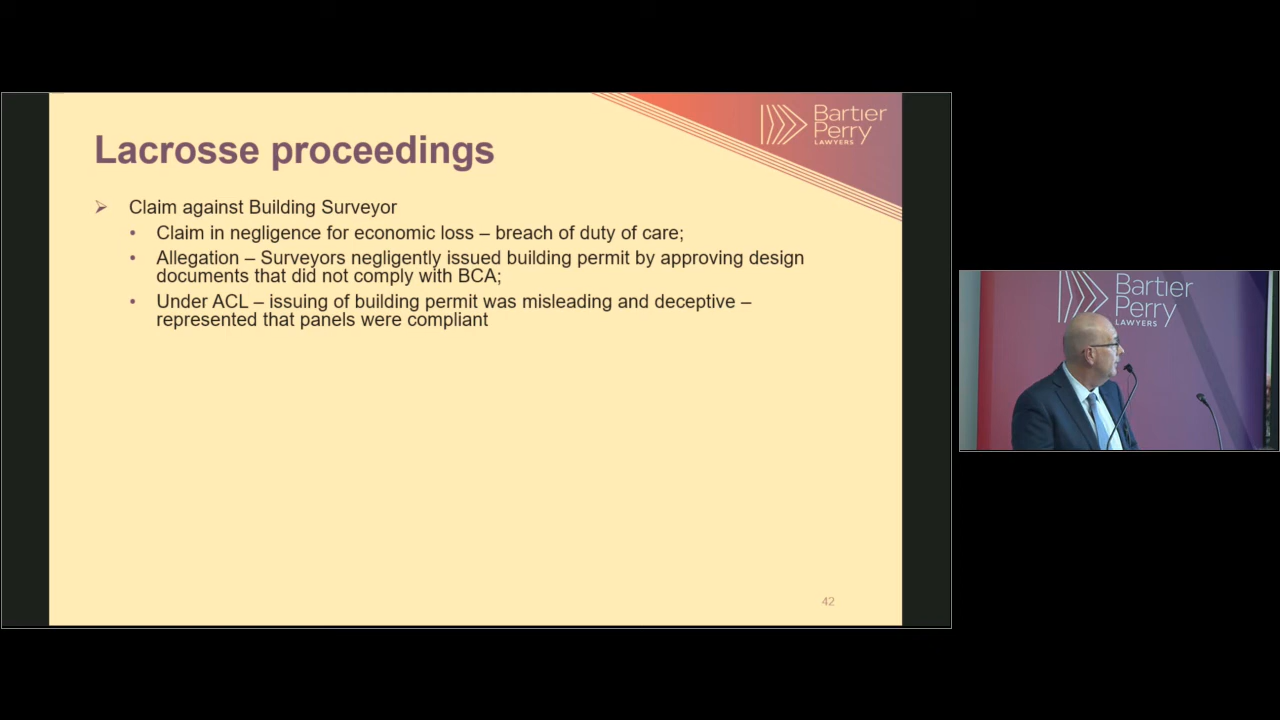 Bartier
Perry
LAWYERS
Lacrosse proceedings
➢ Claim against Building Surveyor
• Claim in negligence for economic loss – breach of duty of care;
• Allegation – Surveyors negligently issued building permit by approving design
documents that did not comply with BCA;
• Under ACL – issuing of building permit was misleading and deceptive –
represented that panels were compliant
42
Bartier
Perry
LAWYERS